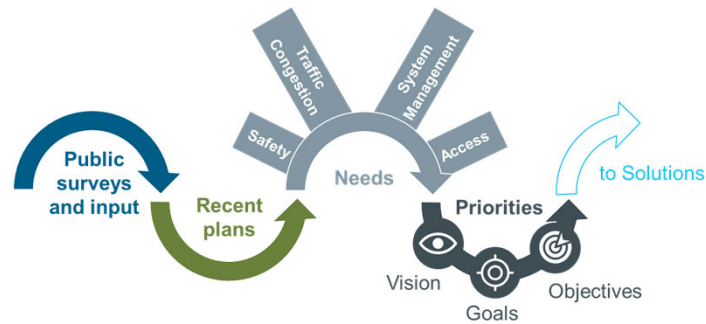 Public
surveys
and input
Recent
plans
Safety
Traffic
Congestion
Needs
System
Management
Access
Priorities
Vision
Goals
Objectives
to Solutions